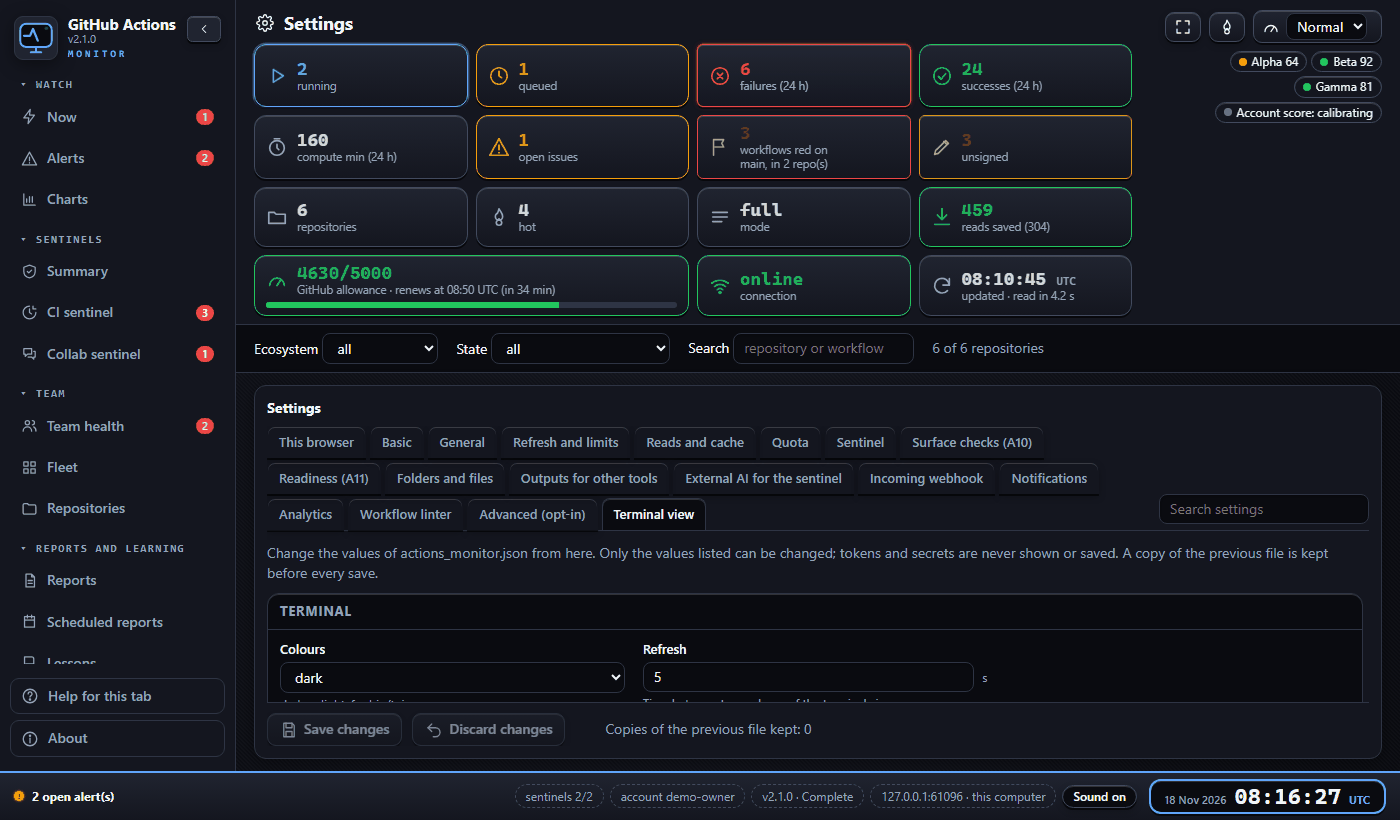 GitHub Actions
v2.1.0
MONITOR
WATCH
Now 1
Alerts 2
Charts
SENTINELS
Summary
CI sentinel 3
Collab sentinel 1
TEAM
Team health 2
Fleet
Repositories
REPORTS AND LEARNING
Reports
Scheduled reports
Lessons
Help for this tab
About
Settings
Normal
2
running
1
queued
6
failures (24 h)
24
successes (24 h)
Alpha 64
Beta 92
Gamma 81
Account score: calibrating
160
compute min (24 h)
1
open issues
3
workflows red on
main, in 2 repo(s)
3
unsigned
6
repositories
4
hot
full
mode
459
reads saved (304)
4630/5000
GitHub allowance · renews at 08:50 UTC (in 34 min)
online
connection
08:10:45 UTC
updated · read in 4.2 s
Ecosystem all State all Search repository or workflow 6 of 6 repositories
Settings
This browser Basic General Refresh and limits Reads and cache Quota Sentinel Surface checks (A10)
Readiness (A11) Folders and files Outputs for other tools External AI for the sentinel Incoming webhook Notifications
Analytics Workflow linter Advanced (opt-in) Terminal view Search settings
Change the values of actions_monitor.json from here. Only the values listed can be changed; tokens and secrets are never shown or saved. A copy of the previous file is kept
before every save.
TERMINAL
Colours Refresh
dark 5 s
Save changes Discard changes Copies of the previous file kept: 0
2 open alert(s) sentinels 2/2 account demo-owner v2.1.0 · Complete 127.0.0.1:61096 · this computer Sound on 18 Nov 2026 08:16:27 UTC